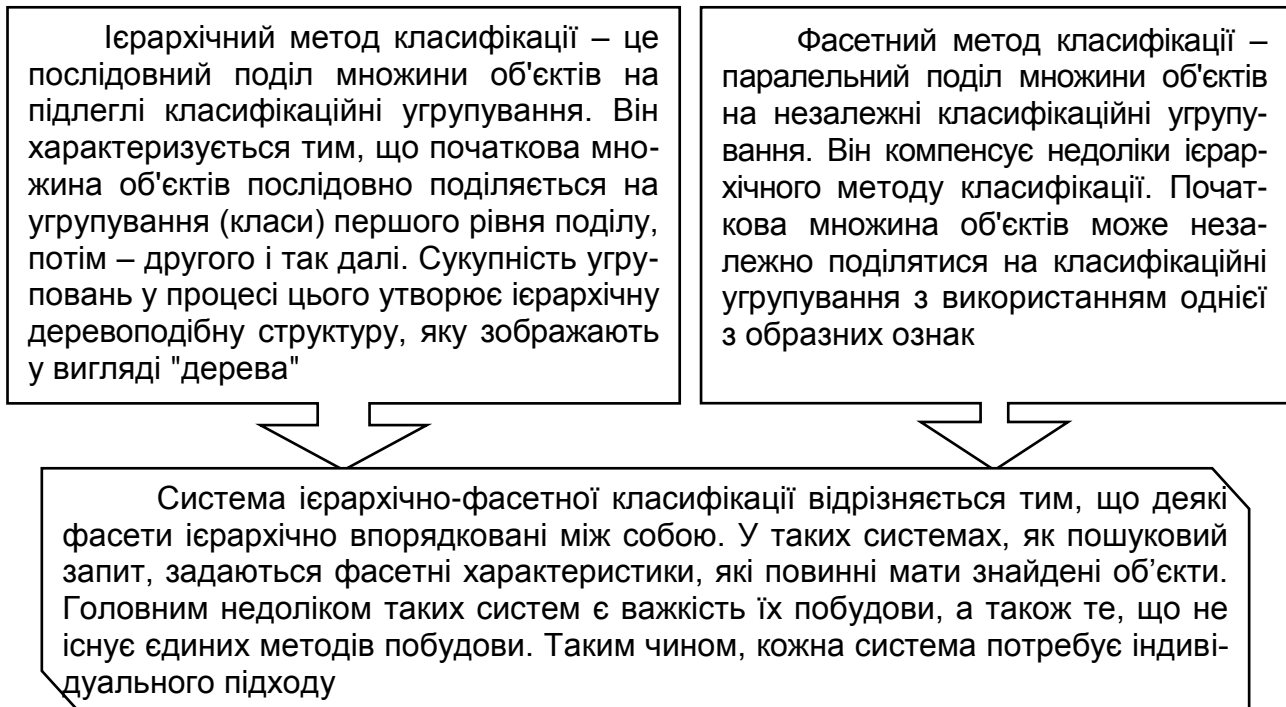 Ієрархічний метод класифікації – це
послідовний поділ множини об'єктів на
підлеглі класифікаційні угрупування. Він
характеризується тим, що початкова мно-
жина об'єктів послідовно поділяється на
угрупування (класи) першого рівня поділу,
потім – другого і так далі. Сукупність угру-
повань у процесі цього утворює ієрархічну
деревоподібну структуру, яку зображають
у вигляді "дерева"
Фасетний метод класифікації –
паралельний поділ множини об'єктів
на незалежні класифікаційні угрупу-
вання. Він компенсує недоліки ієрар-
хічного методу класифікації. Почат-
кова множина об'єктів може неза-
лежно поділятися на класифікаційні
угрупування з використанням однієї
з образних ознак
Система ієрархічно-фасетної класифікації відрізняється тим, що деякі
фасети ієрархічно впорядковані між собою. У таких системах, як пошуковий
запит, задаються фасетні характеристики, які повинні мати знайдені об’єкти.
Головним недоліком таких систем є важкість їх побудови, а також те, що не
існує єдиних методів побудови. Таким чином, кожна система потребує індиві-
дуального підходу